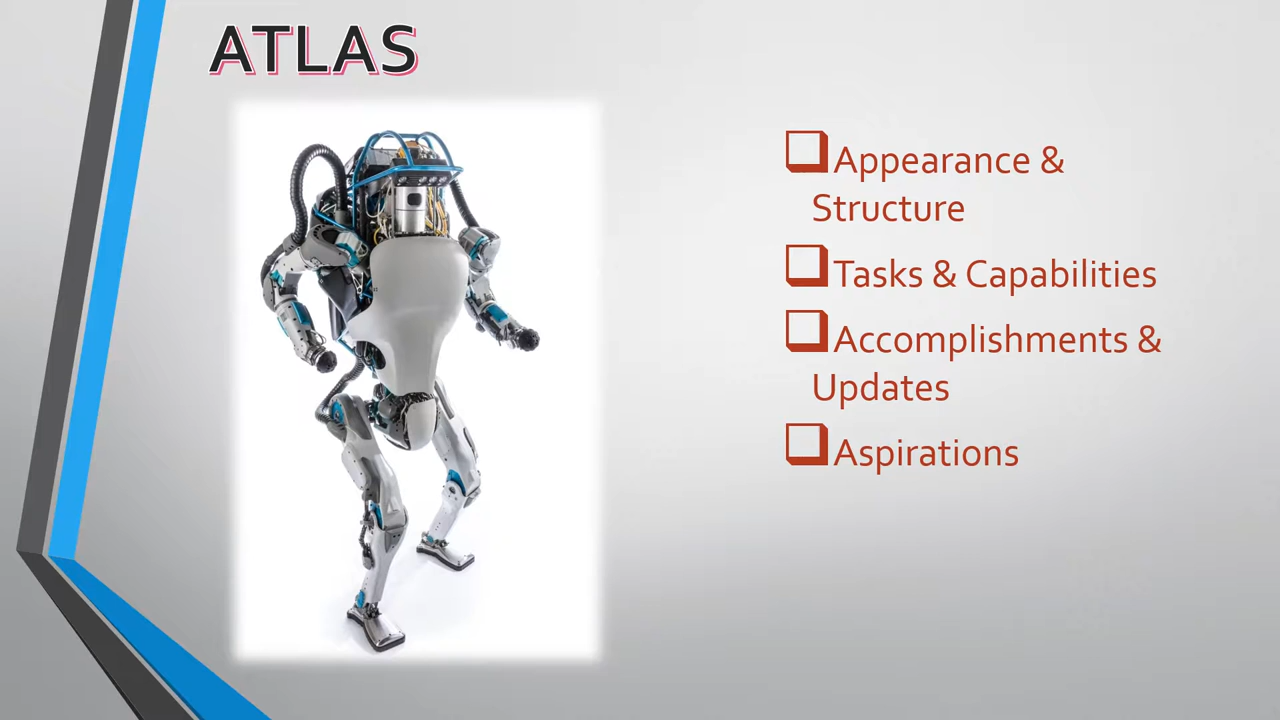 ATLAS
Appearance &
Structure
Tasks & Capabilities
Accomplishments &
Updates
Aspirations